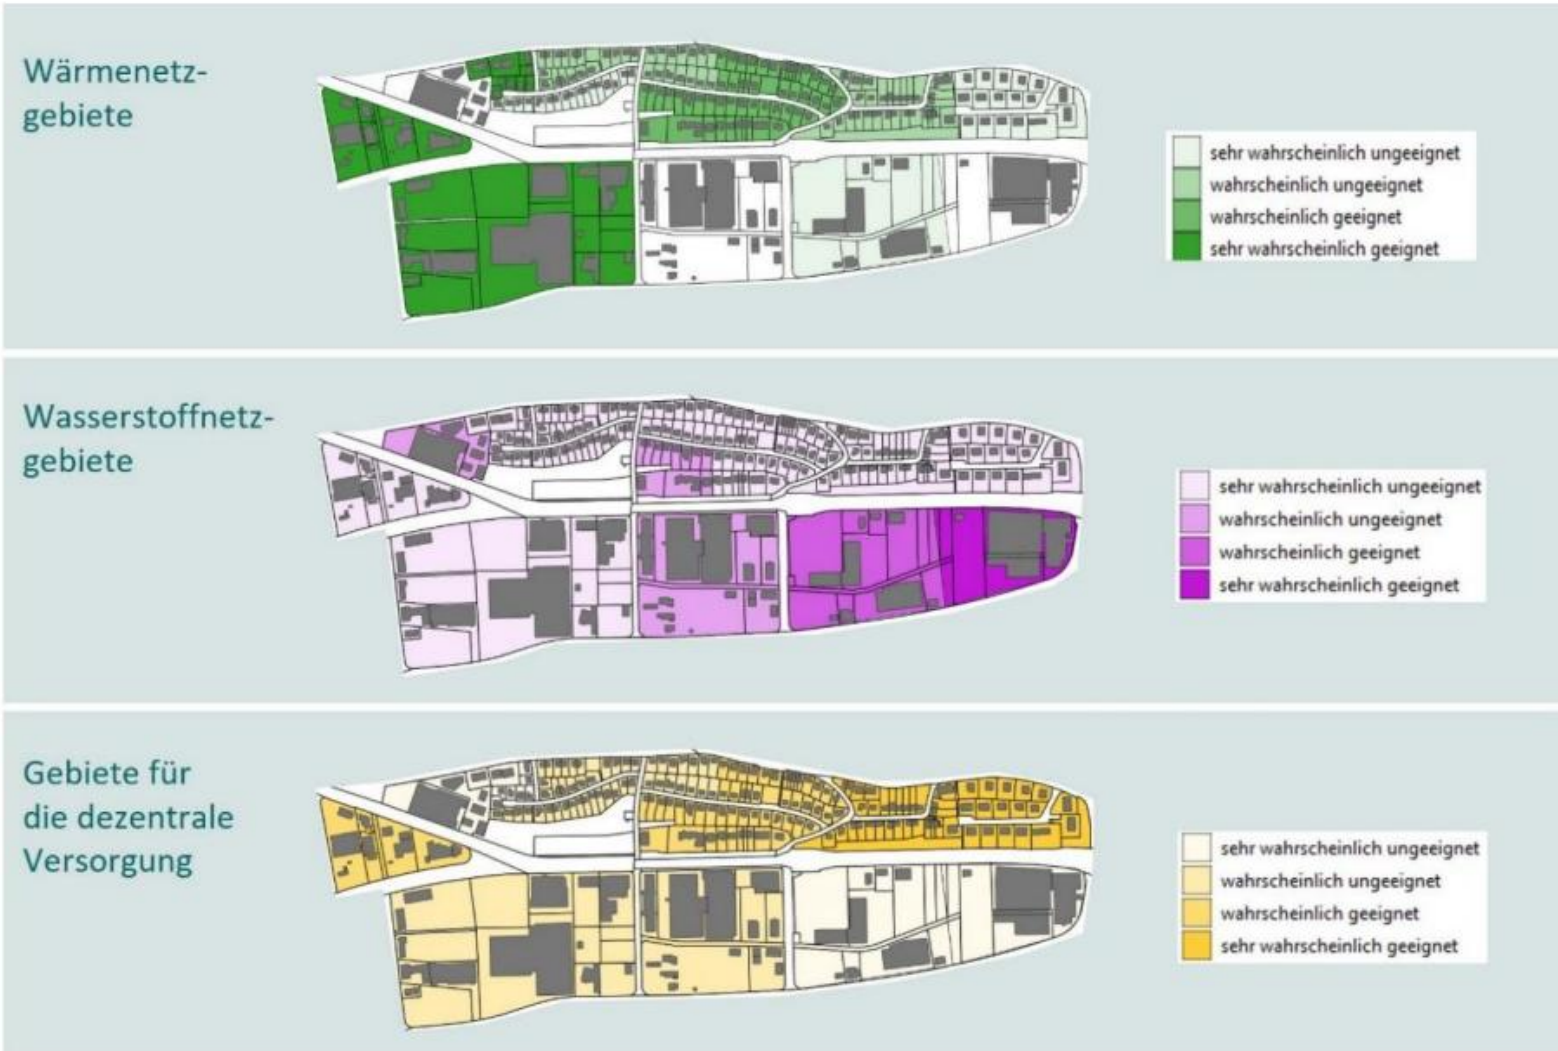 Wärmenetz-
gebiete
sehr wahrscheinlich ungeeignet
wahrscheinlich ungeeignet
wahrscheinlich geeignet
sehr wahrscheinlich geeignet
Wasserstoffnetz-
gebiete
sehr wahrscheinlich ungeeignet
wahrscheinlich ungeeignet
wahrscheinlich geeignet
sehr wahrscheinlich geeignet
Gebiete für
die dezentrale
Versorgung
sehr wahrscheinlich ungeeignet
wahrscheinlich ungeeignet
wahrscheinlich geeignet
sehr wahrscheinlich geeignet